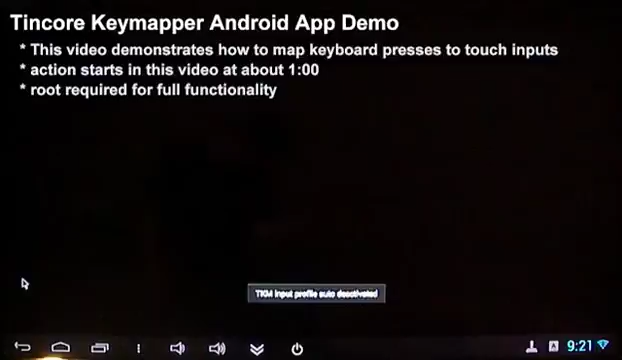 Tincore Keymapper Android App Demo
* This video demonstrates how to map keyboard presses to touch inputs
* action starts in this video at about 1:00
* root required for full functionality
TKM Input profile auto deactivated
A
9:21